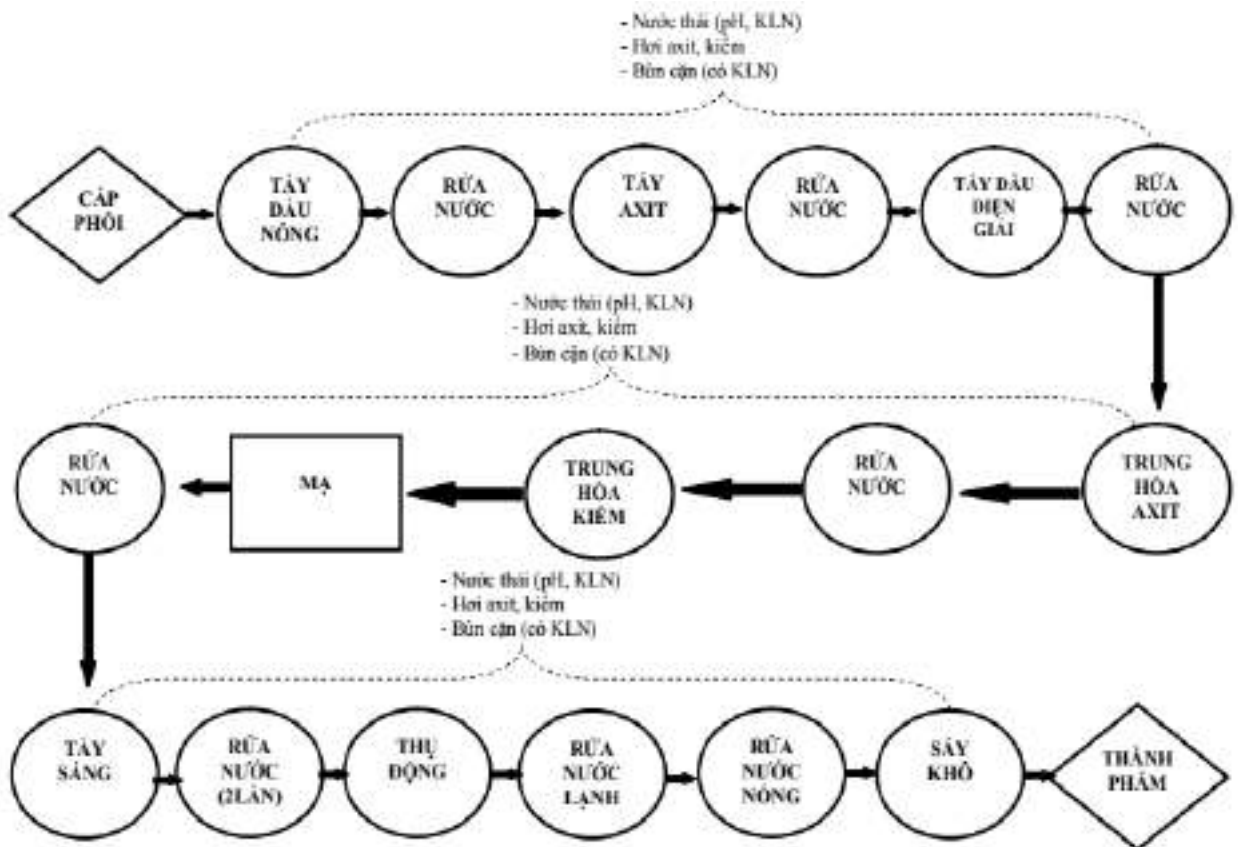 - Nước thải (pH, KLN)
- Hơi axit, kiềm
- Bùn cặn (có KLN)
CẤP
PHÔI
TẨY
DẦU
NÓNG
RỬA
NƯỚC
TẨY
AXIT
RỬA
NƯỚC
TẨY DẦU
ĐIỆN
GIẢI
RỬA
NƯỚC
- Nước thải (pH, KLN)
- Hơi axit, kiềm
- Bùn cặn (có KLN)
RỬA
NƯỚC
MẠ
TRUNG
HÒA
KIỀM
RỬA
NƯỚC
TRUNG
HÒA
AXIT
- Nước thải (pH, KLN)
- Hơi axit, kiềm
- Bùn cặn (có KLN)
TẨY
SÁNG
RỬA
NƯỚC
(2LẦN)
THỤ
ĐỘNG
RỬA
NƯỚC
LẠNH
RỬA
NƯỚC
NÓNG
SẤY
KHÔ
THÀNH
PHẨM